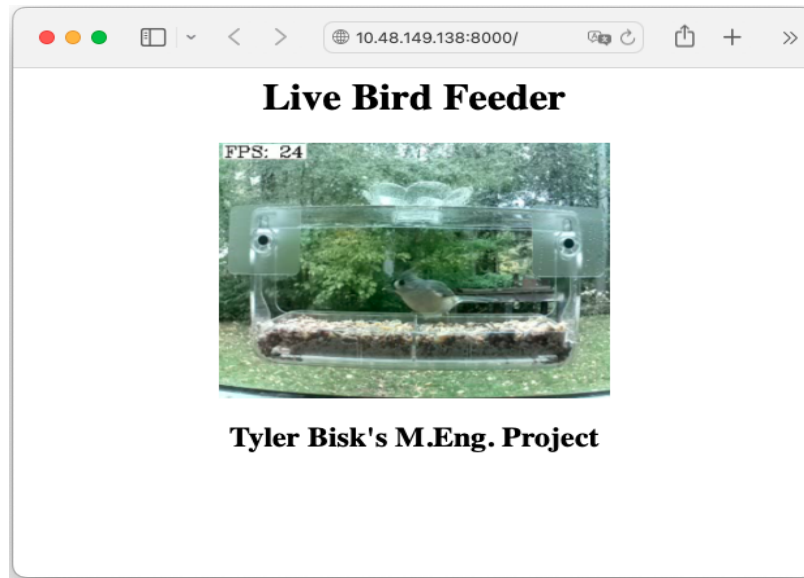 10.48.149.138:8000/
Live Bird Feeder
FPS: 24
Tyler Bisk's M.Eng. Project